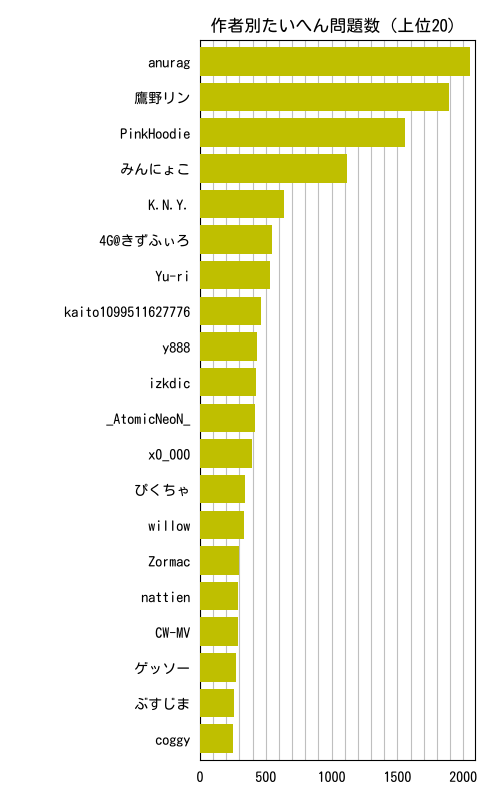 作者別たいへん問題数 (上位20)
anurag
鷹野リン
PinkHoodie
みんにょこ
K.N.Y.
4G@きずふぃろ
Yu-ri
kaito1099511627776
y888
izkdic
_AtomicNeoN_
x0_000
びくちゃ
willow
Zormac
nattien
CW-MV
ゲッソー
ぶすじま
coggy
0 500 1000 1500 2000